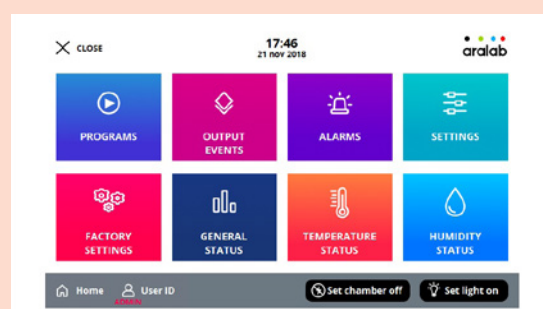 CLOSE
17:46
21 nov 2018
aralab
PROGRAMS
OUTPUT
EVENTS
ALARMS
SETTINGS
FACTORY
SETTINGS
GENERAL
STATUS
TEMPERATURE
STATUS
HUMIDITY
STATUS
Home
User ID
ADMIN
Set chamber off
Set light on